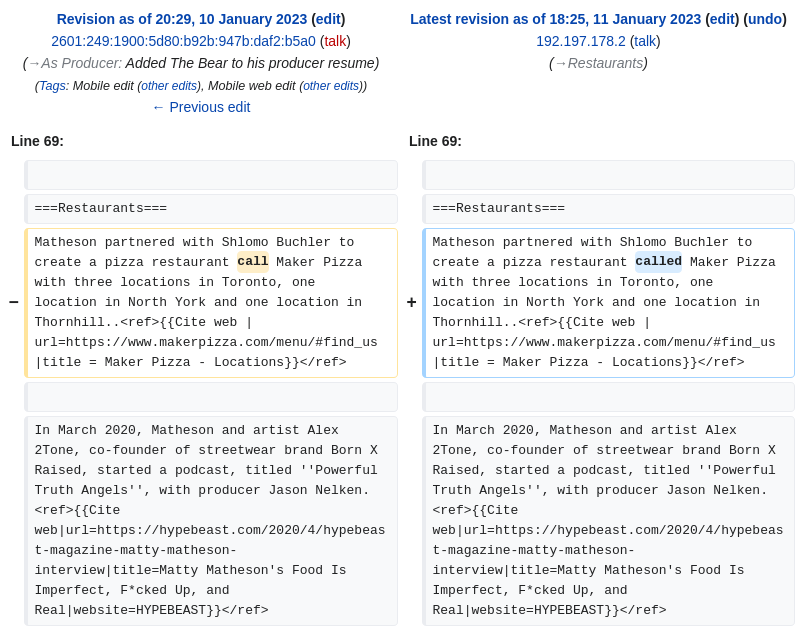 Revision as of 20:29, 10 January 2023 (edit)
2601:249:1900:5d80:b92b:947b:daf2:b5a0 (talk)
(→As Producer: Added The Bear to his producer resume)
(Tags: Mobile edit (other edits), Mobile web edit (other edits))
← Previous edit
Latest revision as of 18:25, 11 January 2023 (edit) (undo)
192.197.178.2 (talk)
(→Restaurants)
Line 69:
===Restaurants===
− Matheson partnered with Shlomo Buchler to
create a pizza restaurant call Maker Pizza
with three locations in Toronto, one
location in North York and one location in
Thornhill..<ref>{{Cite web |
url=https://www.makerpizza.com/menu/#find_us
|title = Maker Pizza - Locations}}</ref>
In March 2020, Matheson and artist Alex
2Tone, co-founder of streetwear brand Born X
Raised, started a podcast, titled ''Powerful
Truth Angels'', with producer Jason Nelken.
<ref>{{Cite
web|url=https://hypebeast.com/2020/4/hypebeas
t-magazine-matty-matheson-
interview|title=Matty Matheson's Food Is
Imperfect, F*cked Up, and
Real|website=HYPEBEAST}}</ref>
Line 69:
===Restaurants===
+ Matheson partnered with Shlomo Buchler to
create a pizza restaurant called Maker Pizza
with three locations in Toronto, one
location in North York and one location in
Thornhill..<ref>{{Cite web |
url=https://www.makerpizza.com/menu/#find_us
|title = Maker Pizza - Locations}}</ref>
In March 2020, Matheson and artist Alex
2Tone, co-founder of streetwear brand Born X
Raised, started a podcast, titled ''Powerful
Truth Angels'', with producer Jason Nelken.
<ref>{{Cite
web|url=https://hypebeast.com/2020/4/hypebeas
t-magazine-matty-matheson-
interview|title=Matty Matheson's Food Is
Imperfect, F*cked Up, and
Real|website=HYPEBEAST}}</ref>